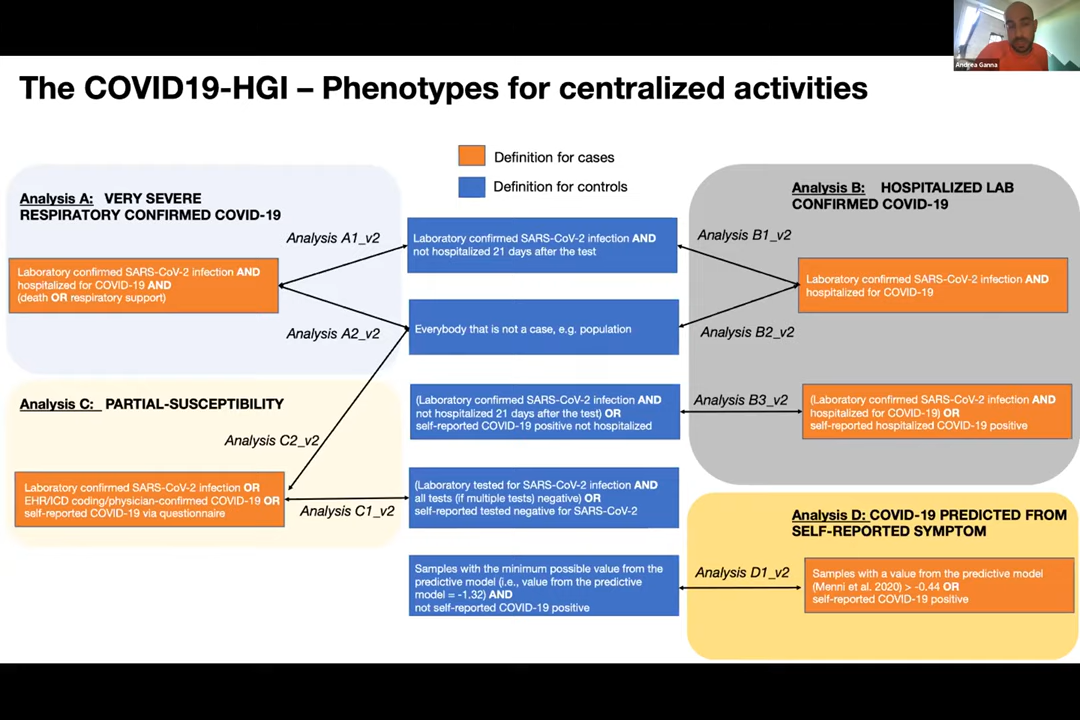 Andrea Ganna
The COVID19-HGI – Phenotypes for centralized activities
Definition for cases
Definition for controls
Analysis A: VERY SEVERE
RESPIRATORY CONFIRMED COVID-19
Analysis A1_v2
Laboratory confirmed SARS-CoV-2 infection AND
hospitalized for COVID-19 AND
(death OR respiratory support)
Analysis A2_v2
Laboratory confirmed SARS-CoV-2 infection AND
not hospitalized 21 days after the test
Everybody that is not a case, e.g. population
Analysis B: HOSPITALIZED LAB
CONFIRMED COVID-19
Analysis B1_v2
Laboratory confirmed SARS-CoV-2 infection AND
hospitalized for COVID-19
Analysis B2_v2
(Laboratory confirmed SARS-CoV-2 infection AND
not hospitalized 21 days after the test) OR
self-reported COVID-19 positive not hospitalized
Analysis B3_v2
(Laboratory confirmed SARS-CoV-2 infection AND
hospitalized for COVID-19) OR
self-reported hospitalized COVID-19 positive
Analysis C: PARTIAL-SUSCEPTIBILITY
Analysis C2_v2
Laboratory confirmed SARS-CoV-2 infection OR
EHR/ICD coding/physician-confirmed COVID-19 OR
self-reported COVID-19 via questionnaire
Analysis C1_v2
(Laboratory tested for SARS-CoV-2 infection AND
all tests (if multiple tests) negative) OR
self-reported tested negative for SARS-CoV-2
Analysis D: COVID-19 PREDICTED FROM
SELF-REPORTED SYMPTOM
Samples with the minimum possible value from the
predictive model (i.e., value from the predictive
model = -1.32) AND
not self-reported COVID-19 positive
Analysis D1_v2
Samples with a value from the predictive model
(Menni et al. 2020) > -0.44 OR
self-reported COVID-19 positive